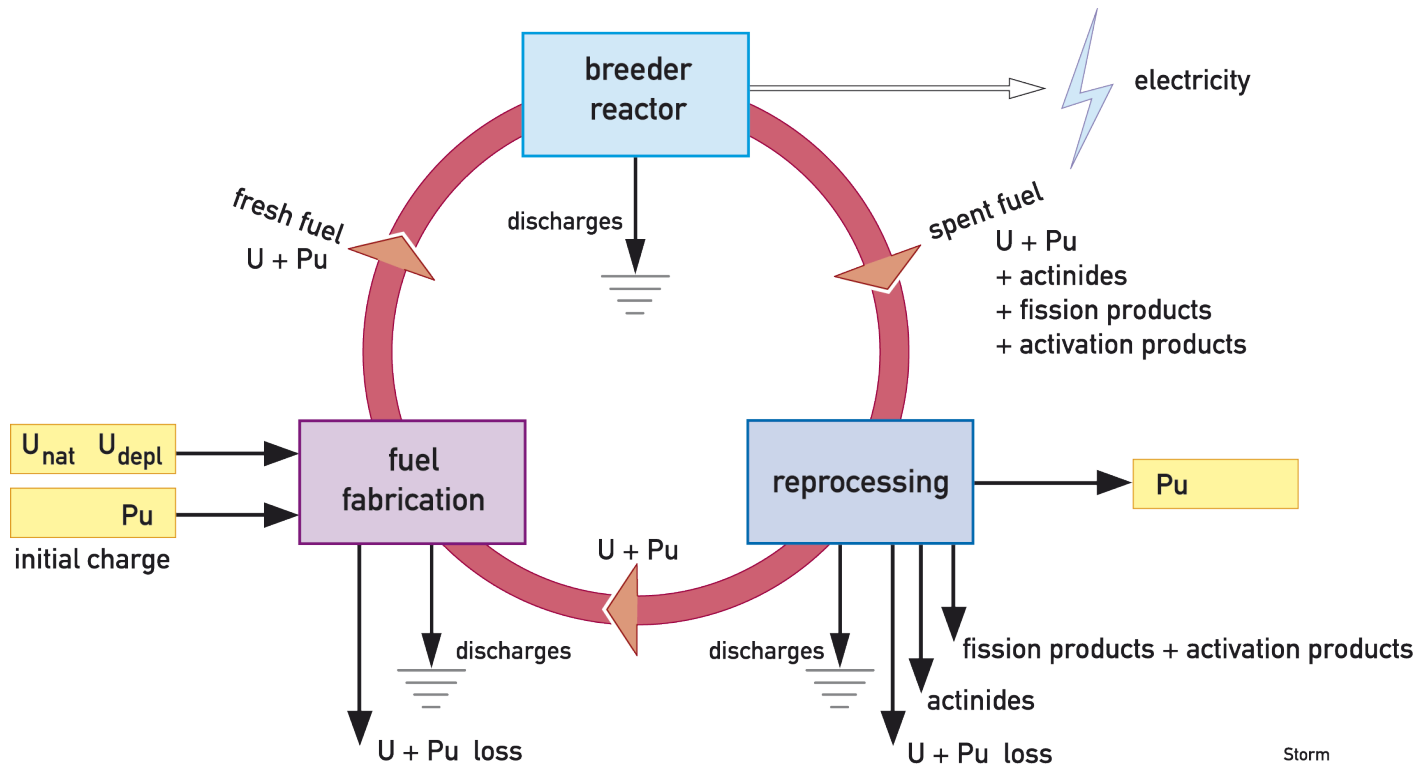 breeder
reactor
electricity
fresh fuel
U + Pu
discharges
spent fuel
U + Pu
+ actinides
+ fission products
+ activation products
Unat Udepl
Pu
initial charge
fuel
fabrication
reprocessing
Pu
U + Pu
discharges
U + Pu loss
discharges
fission products + activation products
actinides
U + Pu loss
Storm